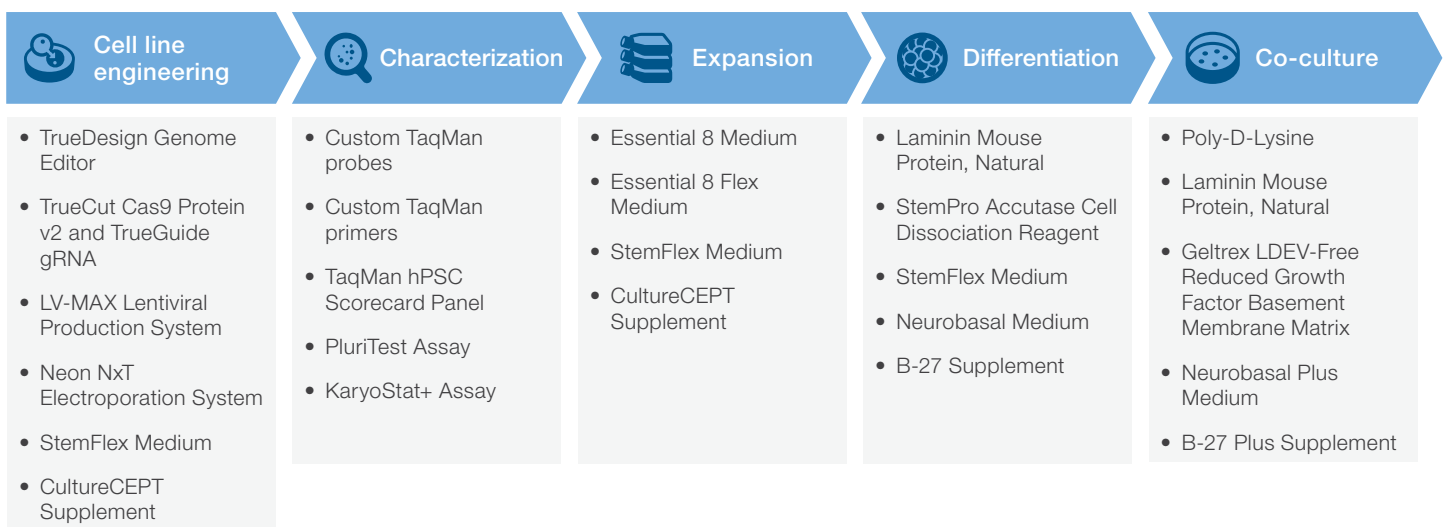 Cell line
engineering
Characterization
Expansion
Differentiation
Co-culture
• TrueDesign Genome
Editor
• TrueCut Cas9 Protein
v2 and TrueGuide
gRNA
• LV-MAX Lentiviral
Production System
• Neon NxT
Electroporation System
• StemFlex Medium
• CultureCEPT
Supplement
• Custom TaqMan
probes
• Custom TaqMan
primers
• TaqMan hPSC
Scorecard Panel
• PluriTest Assay
• KaryoStat+ Assay
• Essential 8 Medium
• Essential 8 Flex
Medium
• StemFlex Medium
• CultureCEPT
Supplement
• Laminin Mouse
Protein, Natural
• StemPro Accutase Cell
Dissociation Reagent
• StemFlex Medium
• Neurobasal Medium
• B-27 Supplement
• Poly-D-Lysine
• Laminin Mouse
Protein, Natural
• Geltrex LDEV-Free
Reduced Growth
Factor Basement
Membrane Matrix
• Neurobasal Plus
Medium
• B-27 Plus Supplement